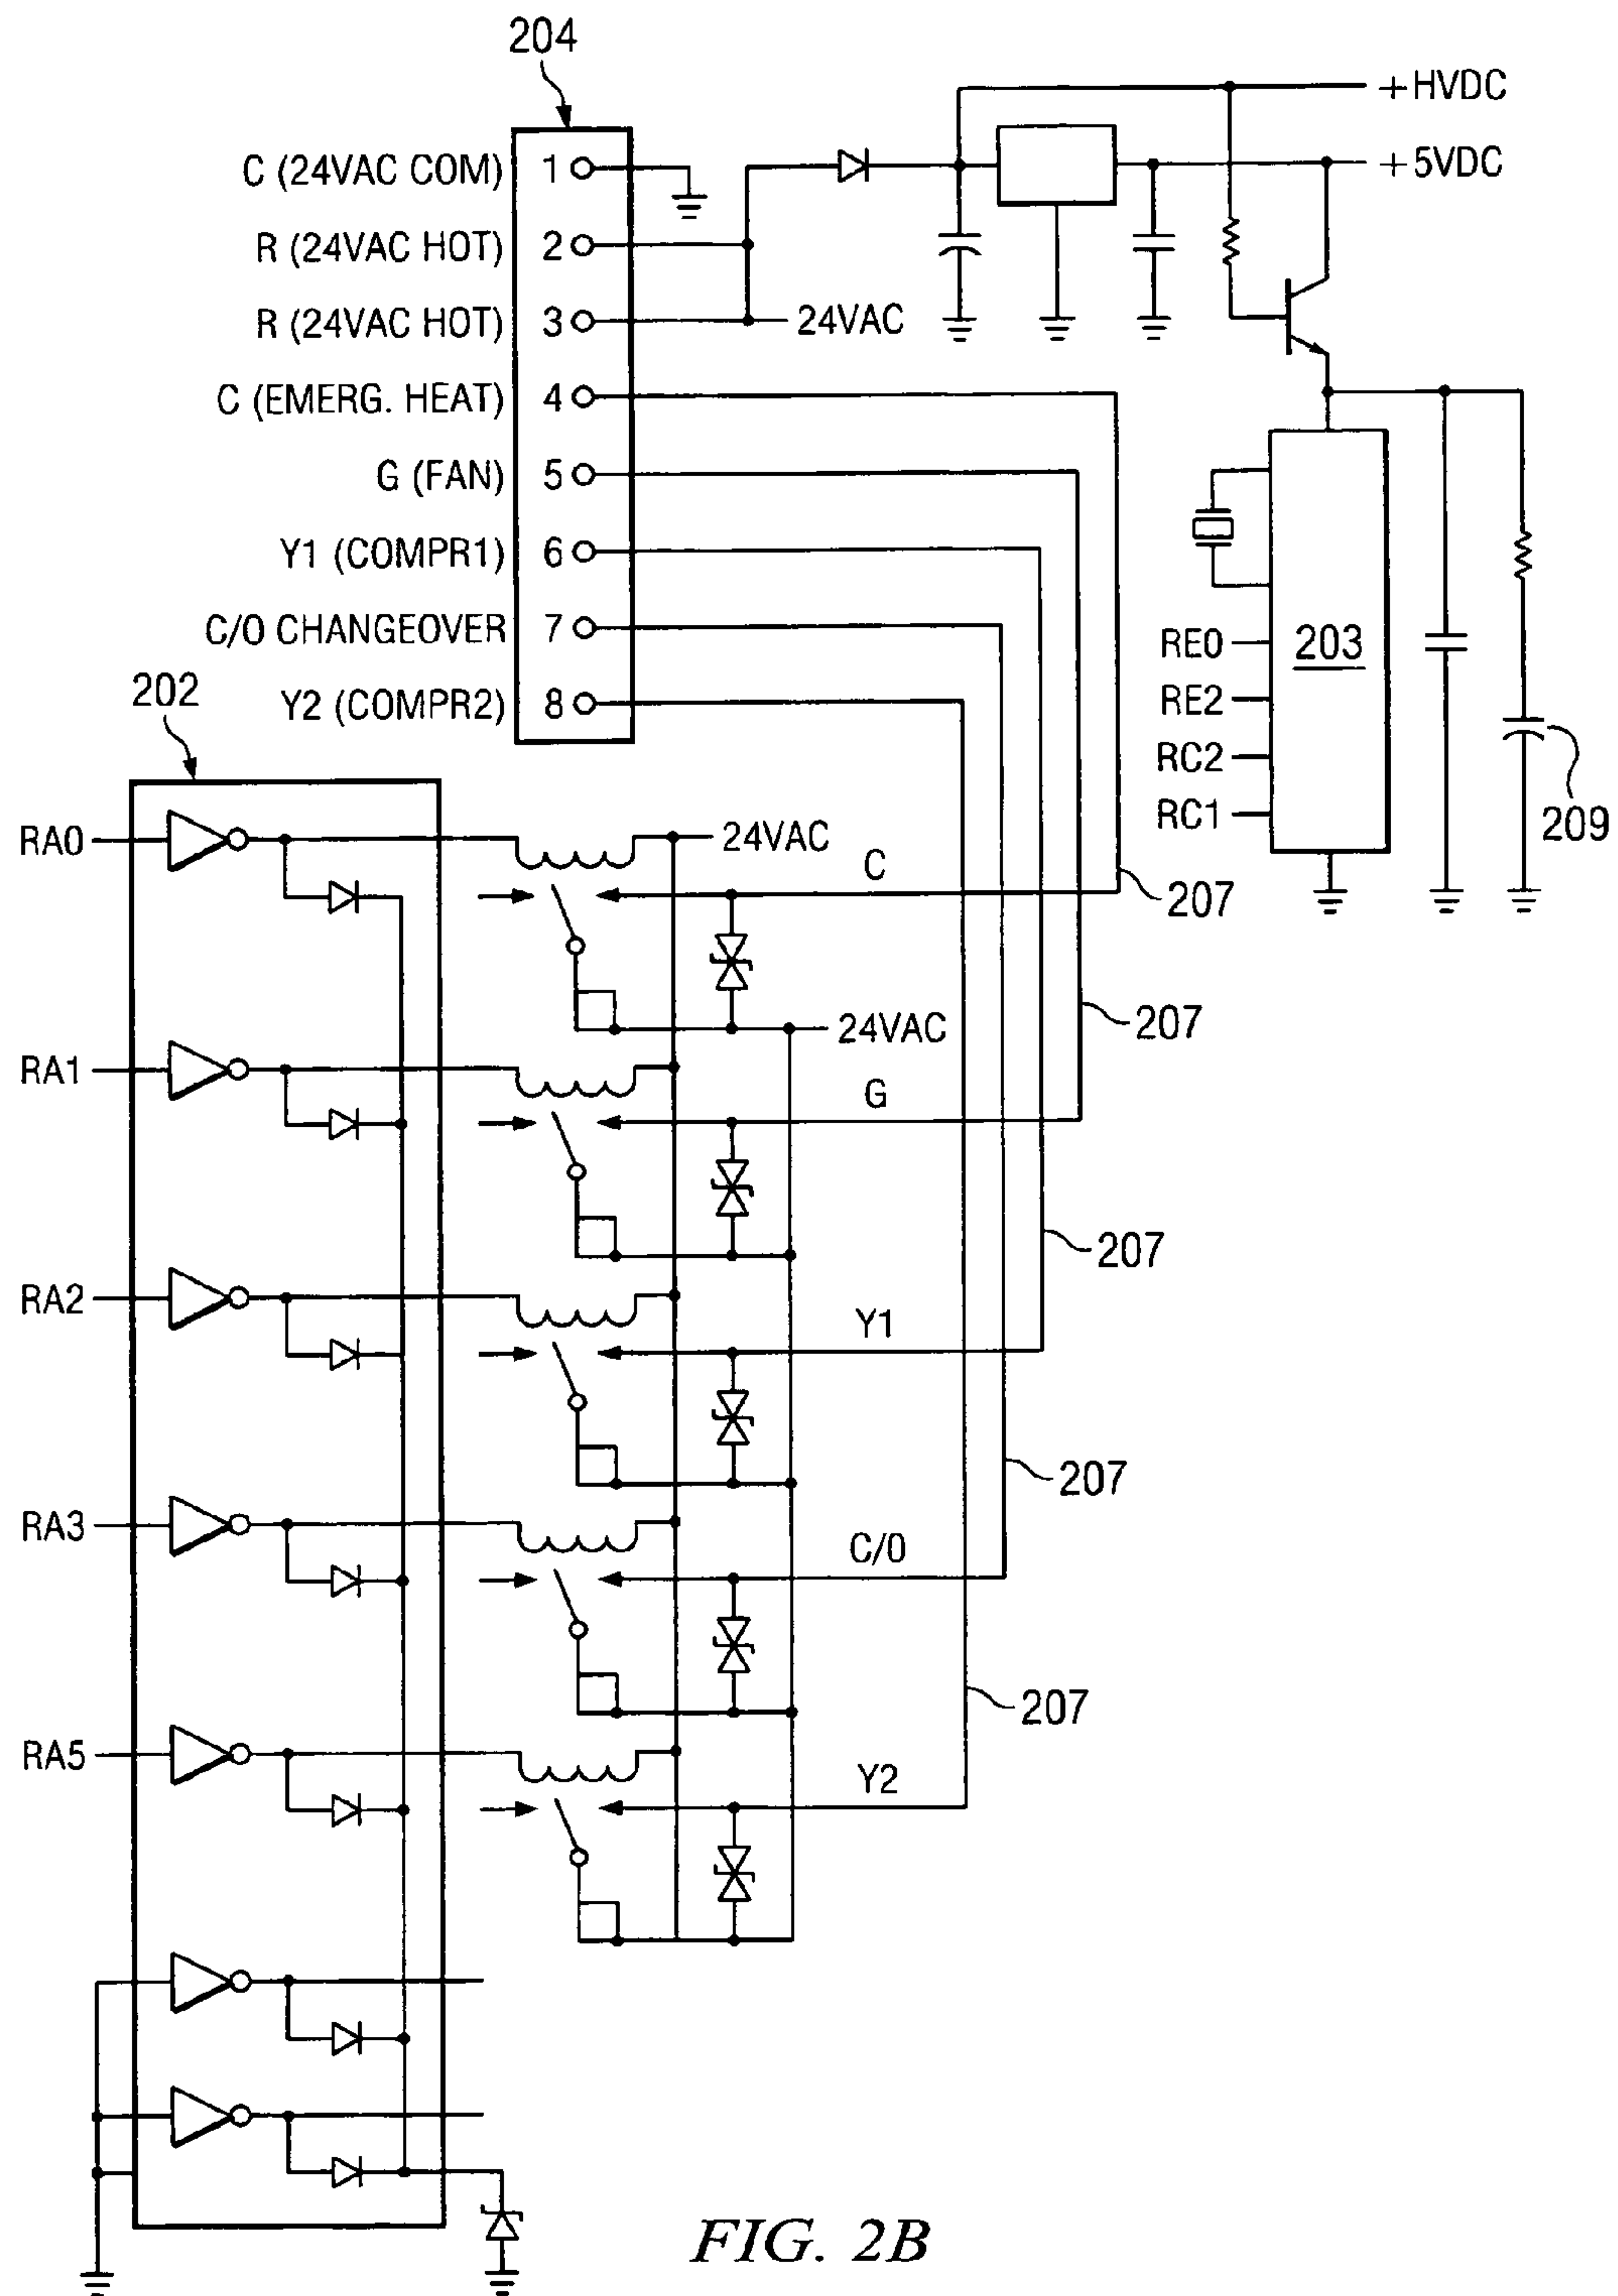 204
+HVDC
+5VDC
C (24VAC COM) 1
R (24VAC HOT) 2
R (24VAC HOT) 3 24VAC
C (EMERG. HEAT) 4
G (FAN) 5
Y1 (COMPR1) 6
C/O CHANGEOVER 7
Y2 (COMPR2) 8
203
RE0
RE2
RC2
RC1
209
202
RA0
24VAC
C
207
24VAC
RA1
G
207
RA2
Y1
207
RA3
C/O
207
RA5
Y2
207
FIG. 2B